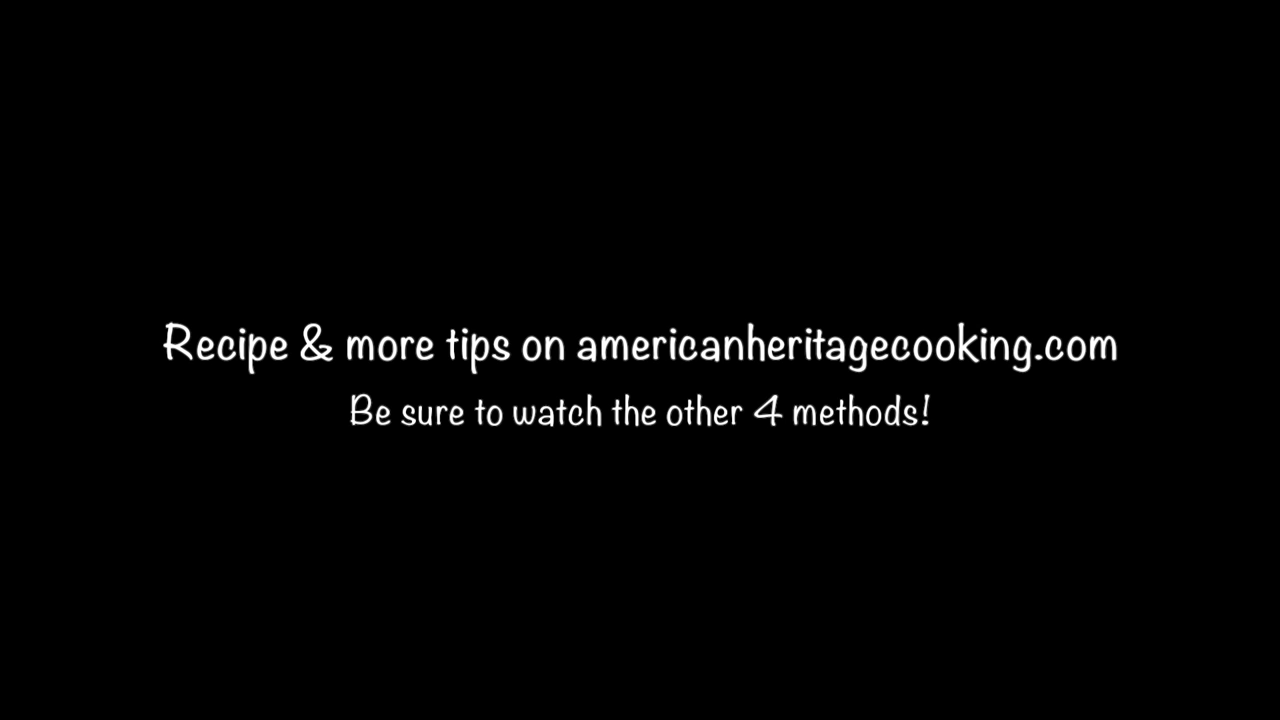 Recipe & more tips on americanheritagecooking.com
Be sure to watch the other 4 methods!